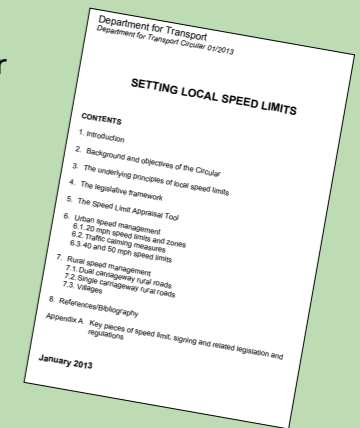 r
Department for Transport
Department for Transport Circular 01/2013
SETTING LOCAL SPEED LIMITS
CONTENTS
1. Introduction
2. Background and objectives of the Circular
3. The underlying principles of local speed limits
4. The legislative framework
5. The Speed Limit Appraisal Tool
6. Urban speed management
6.1. 20 mph speed limits and zones
6.2. Traffic calming measures
6.3. 40 and 50 mph speed limits
7. Rural speed management
7.1. Dual carriageway rural roads
7.2. Single carriageway rural roads
7.3. Villages
8. References/Bibliography
Appendix A Key pieces of speed limit, signing and related legislation and
regulations
January 2013